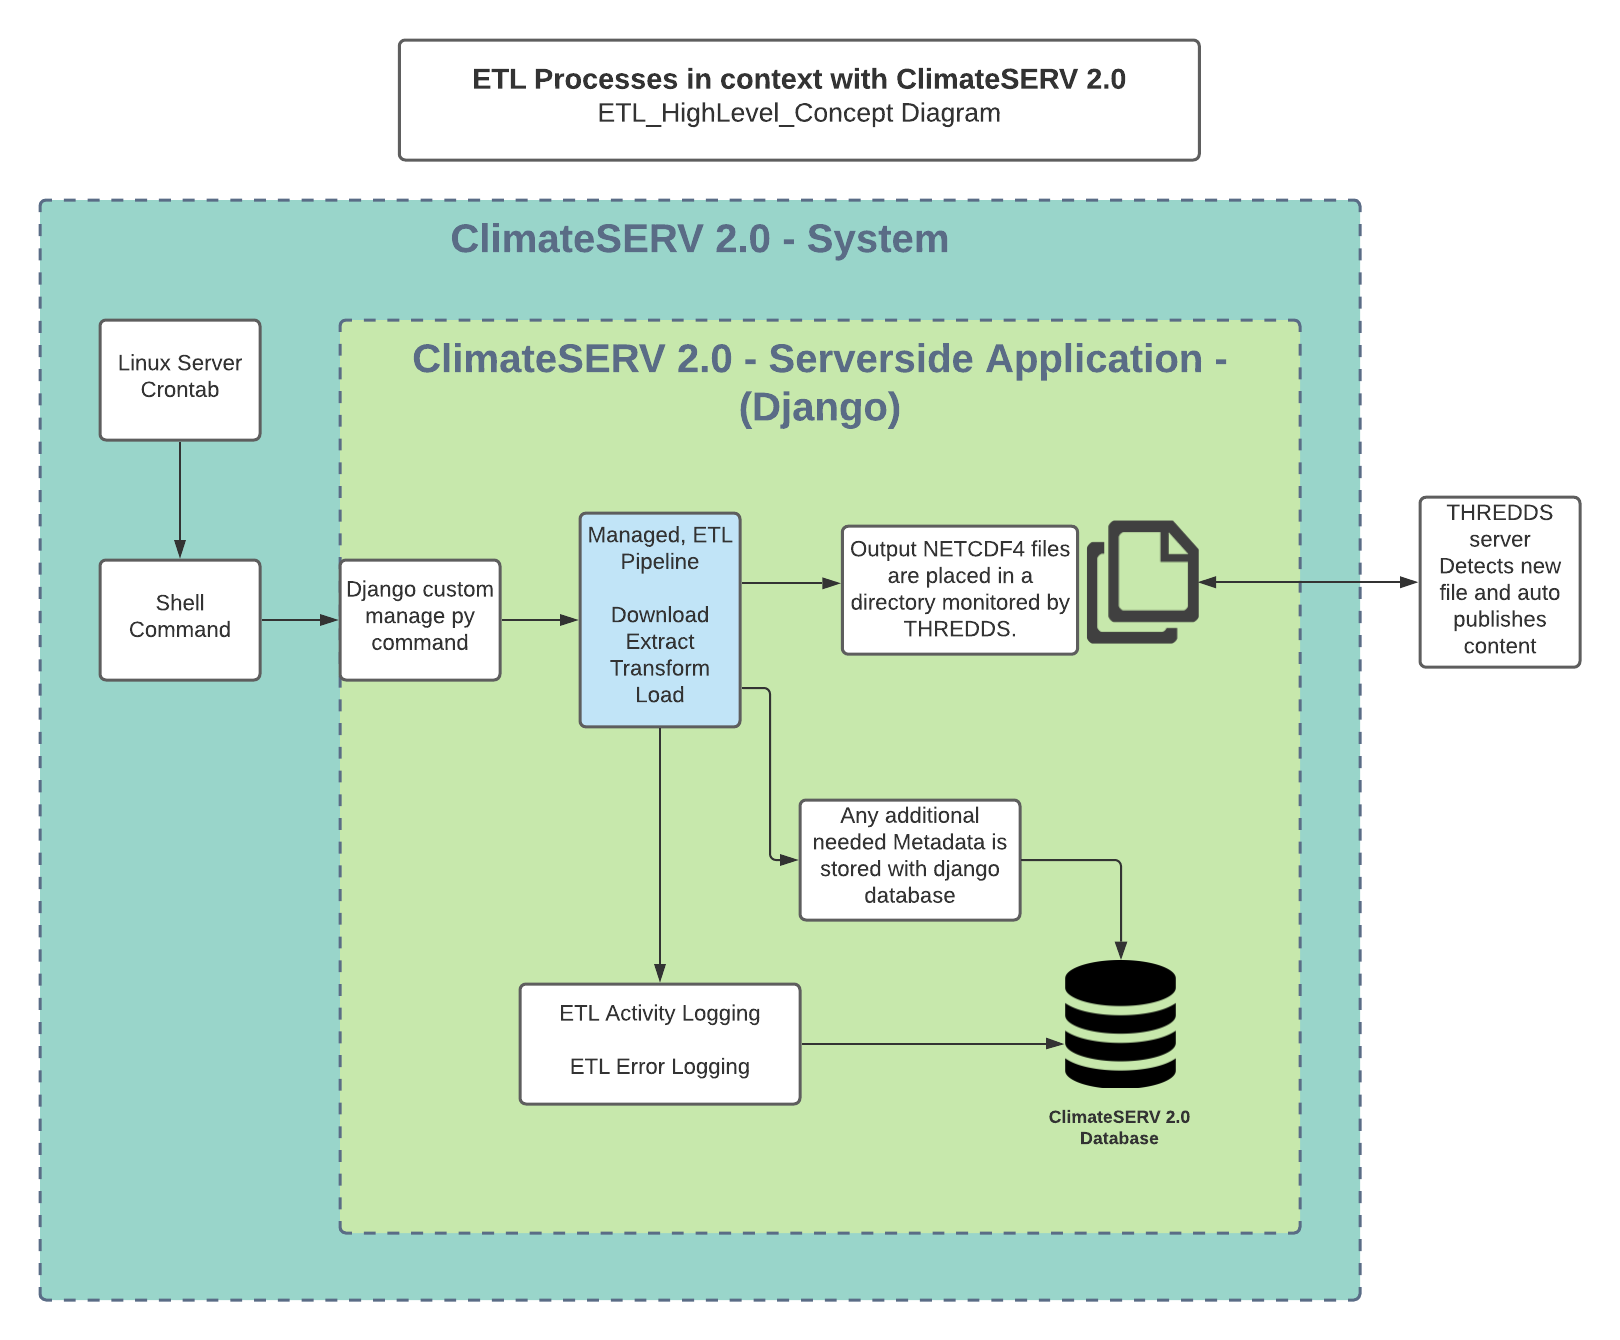 ETL Processes in context with ClimateSERV 2.0
ETL_HighLevel_Concept Diagram
ClimateSERV 2.0 - System
Linux Server
Crontab
ClimateSERV 2.0 - Serverside Application -
(Django)
Shell
Command
Django custom
manage py
command
Managed, ETL
Pipeline
Download
Extract
Transform
Load
Output NETCDF4 files
are placed in a
directory monitored by
THREDDS.
THREDDS
server
Detects new
file and auto
publishes
content
Any additional
needed Metadata is
stored with django
database
ETL Activity Logging
ETL Error Logging
ClimateSERV 2.0
Database